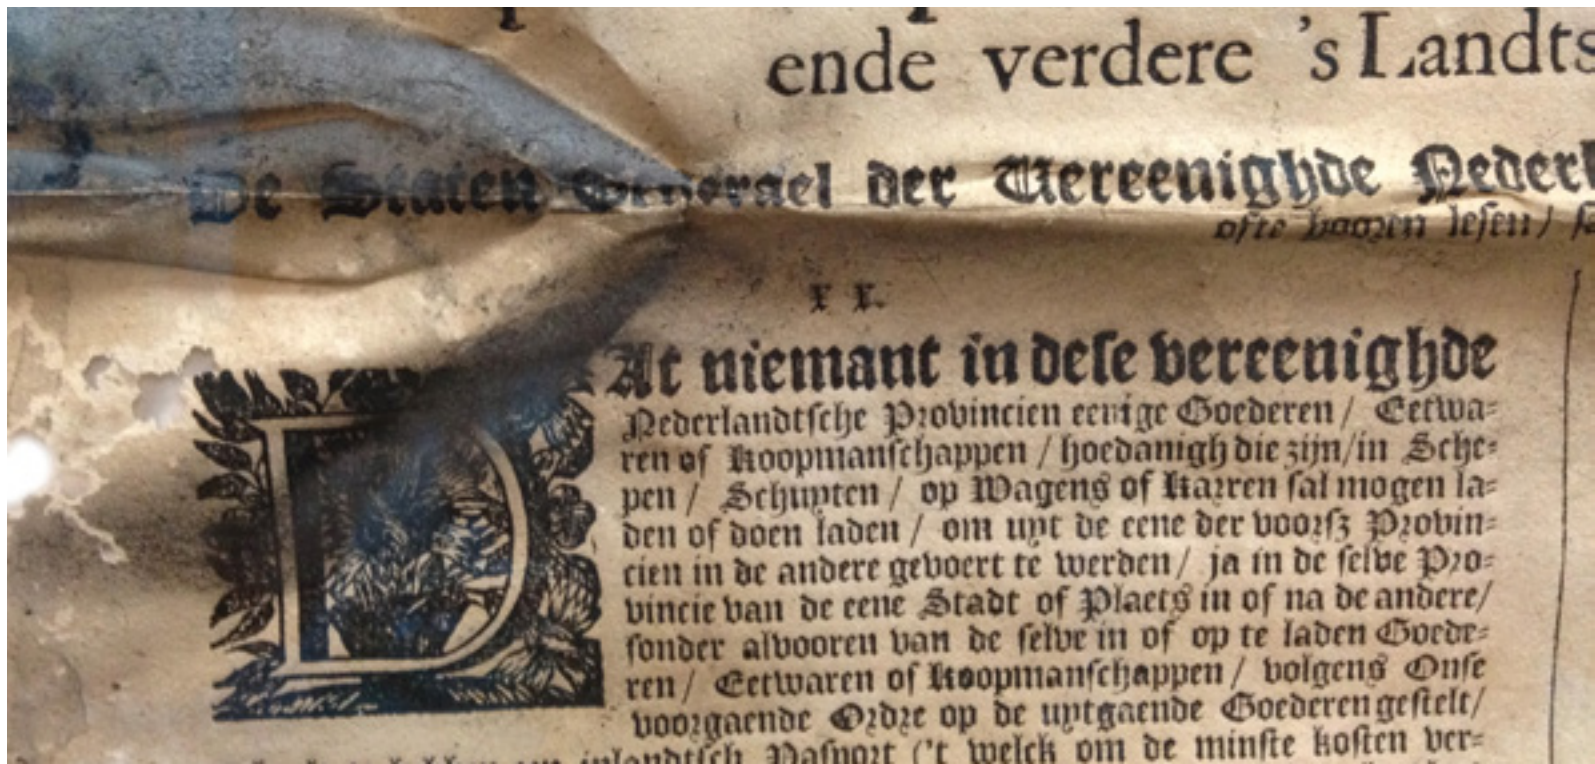 ende verdere 's Landts
De Staten Generael der Vereenighde Nederl
ofte hooren lesen/
XX.
DAt niemant in dese vereenighde
Nederlandtsche Provincien eenige Goederen/ Eetwa-
ren of Koopmanschappen / hoedanigh die zijn/in Sche-
pen / Schuyten / op Wagens of Karren sal mogen la-
den of doen laden / om uyt de eene der voorsz Provin-
cien in de andere gevoert te werden/ ja in de selve Pro-
vincie van de eene Stadt of Plaets in of na de andere/
sonder alvooren van de selve in of op te laden Goede-
ren/ Eetwaren of Koopmanschappen / volgens Onse
voorgaende Ordre op de uytgaende Goederen gestelt/
inlandtsch Pasport ('t welck om de minste kosten ver-